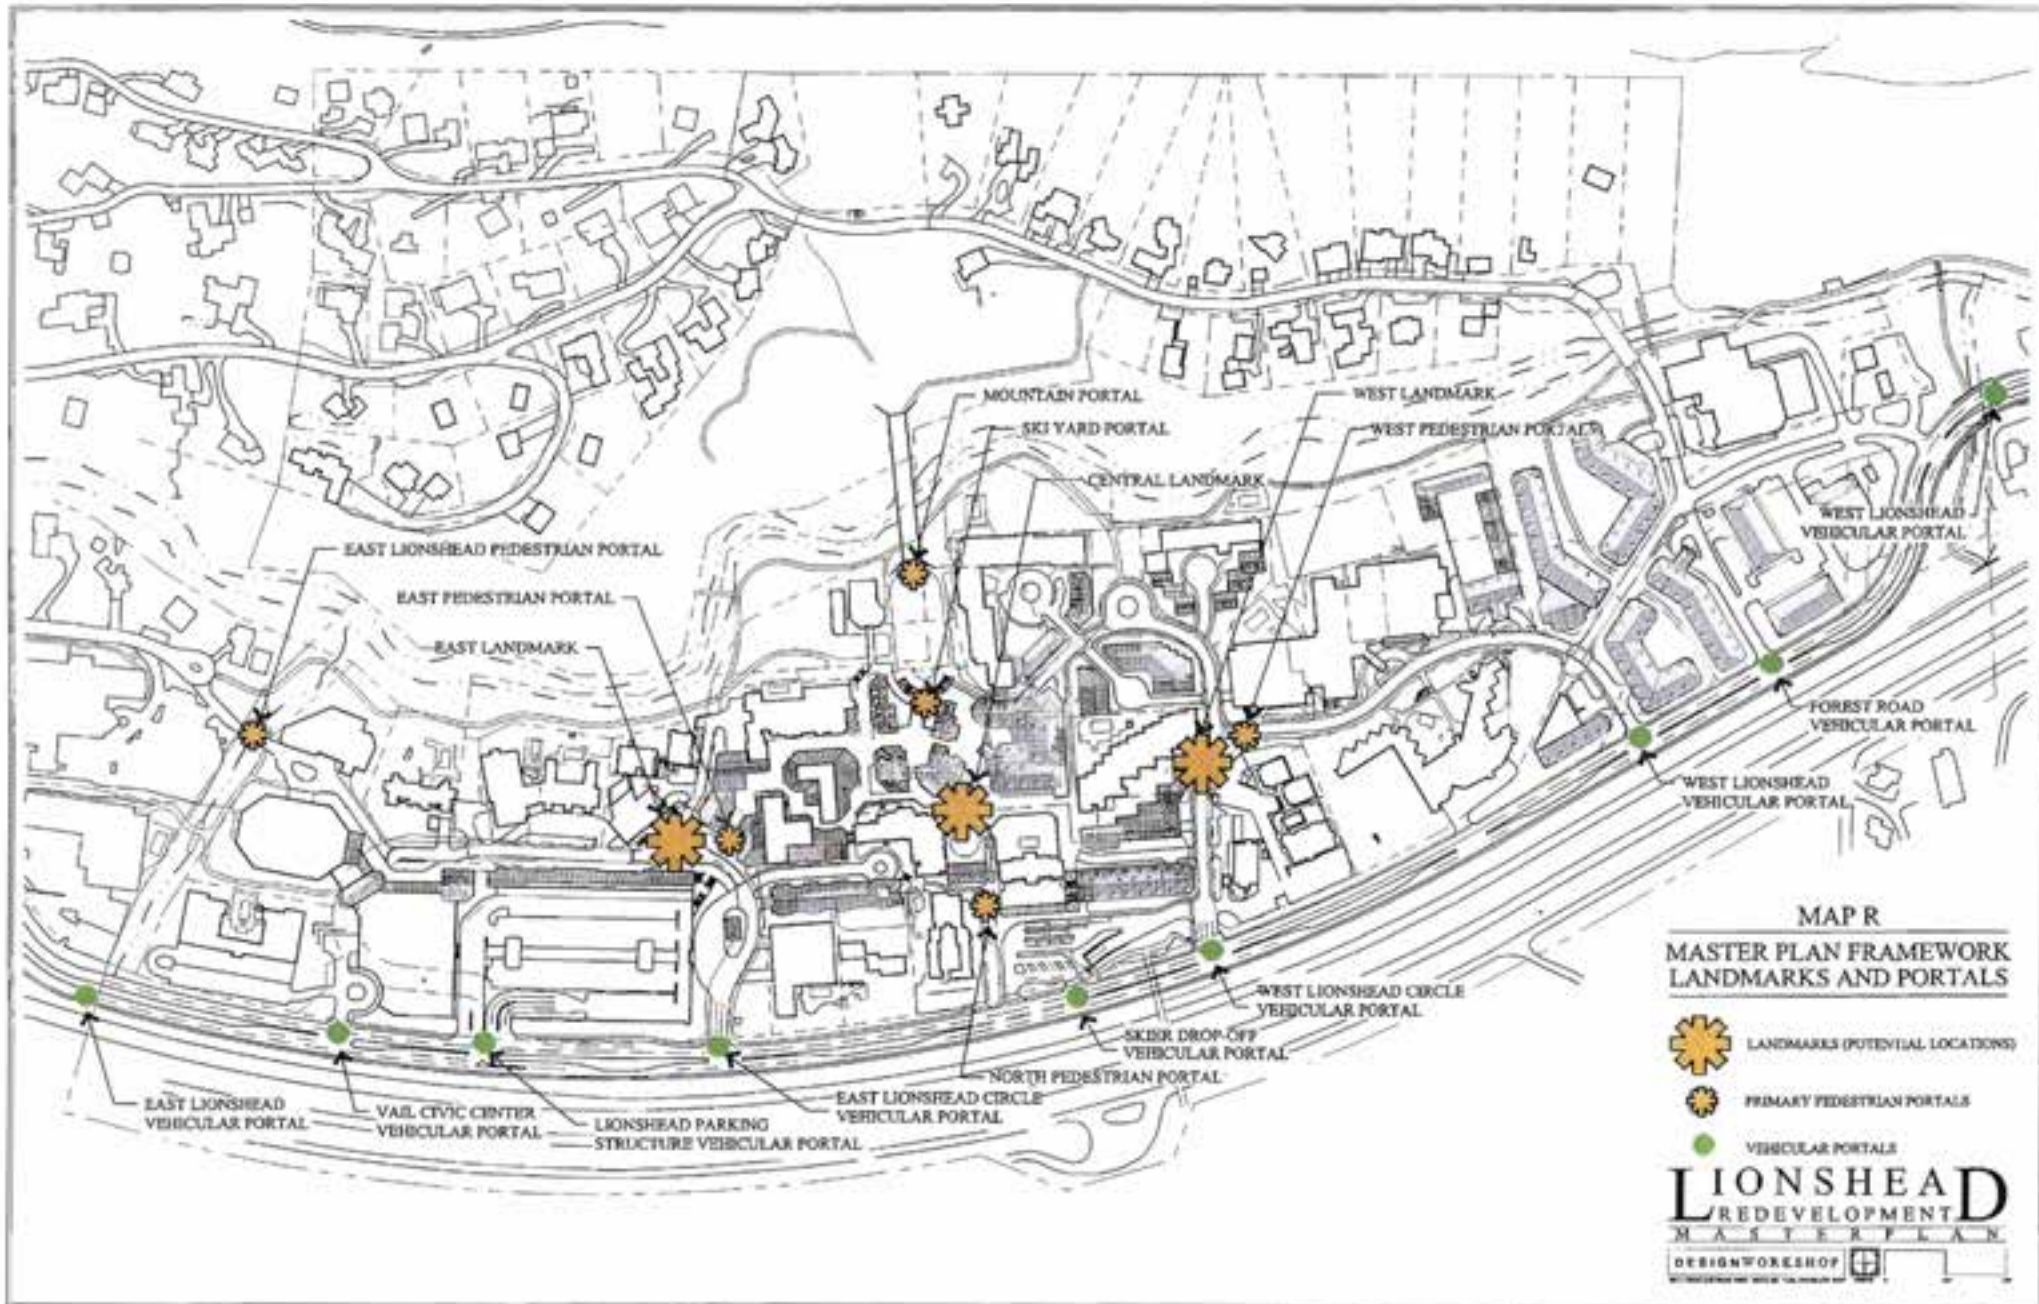 MOUNTAIN PORTAL
WEST LANDMARK
SKI YARD PORTAL
WEST PEDESTRIAN PORTAL
CENTRAL LANDMARK
WEST LIONSHEAD
VEHICULAR PORTAL
EAST LIONSHEAD PEDESTRIAN PORTAL
EAST PEDESTRIAN PORTAL
EAST LANDMARK
FOREST ROAD
VEHICULAR PORTAL
WEST LIONSHEAD
VEHICULAR PORTAL
WEST LIONSHEAD CIRCLE
VEHICULAR PORTAL
SKIER DROP-OFF
VEHICULAR PORTAL
NORTH PEDESTRIAN PORTAL
EAST LIONSHEAD CIRCLE
VEHICULAR PORTAL
EAST LIONSHEAD
VEHICULAR PORTAL
VAIL CIVIC CENTER
VEHICULAR PORTAL
LIONSHEAD PARKING
STRUCTURE VEHICULAR PORTAL
MAP R
MASTER PLAN FRAMEWORK
LANDMARKS AND PORTALS
LANDMARKS (POTENTIAL LOCATIONS)
PRIMARY PEDESTRIAN PORTALS
VEHICULAR PORTALS
LIONSHEAD
REDEVELOPMENT
MASTER PLAN
DESIGNWORKSHOP